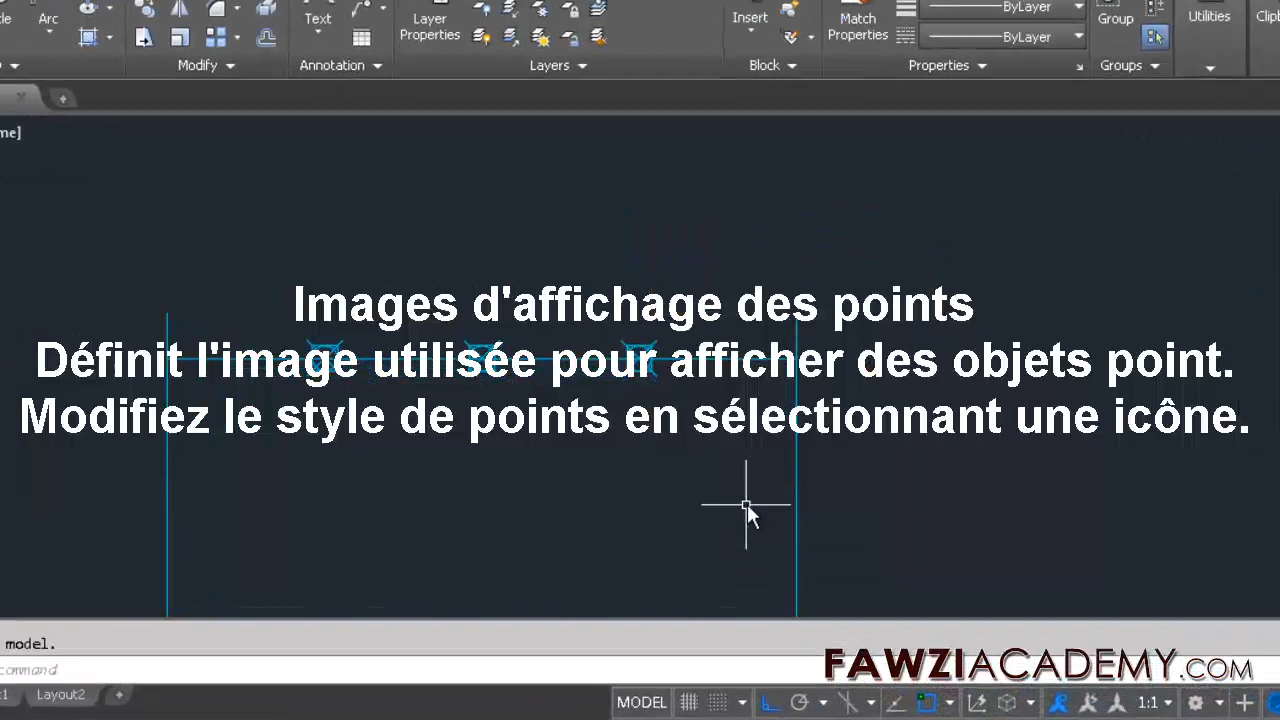 Arc
Text
Layer
Properties
Insert
Match
Properties
ByLayer
ByLayer
Group
Utilities
Modify
Annotation
Layers
Block
Properties
Groups
Images d'affichage des points
Définit l'image utilisée pour afficher des objets point.
Modifiez le style de points en sélectionnant une icône.
model.
command
Layout2
MODEL
1:1
FAWZIACADEMY.COM